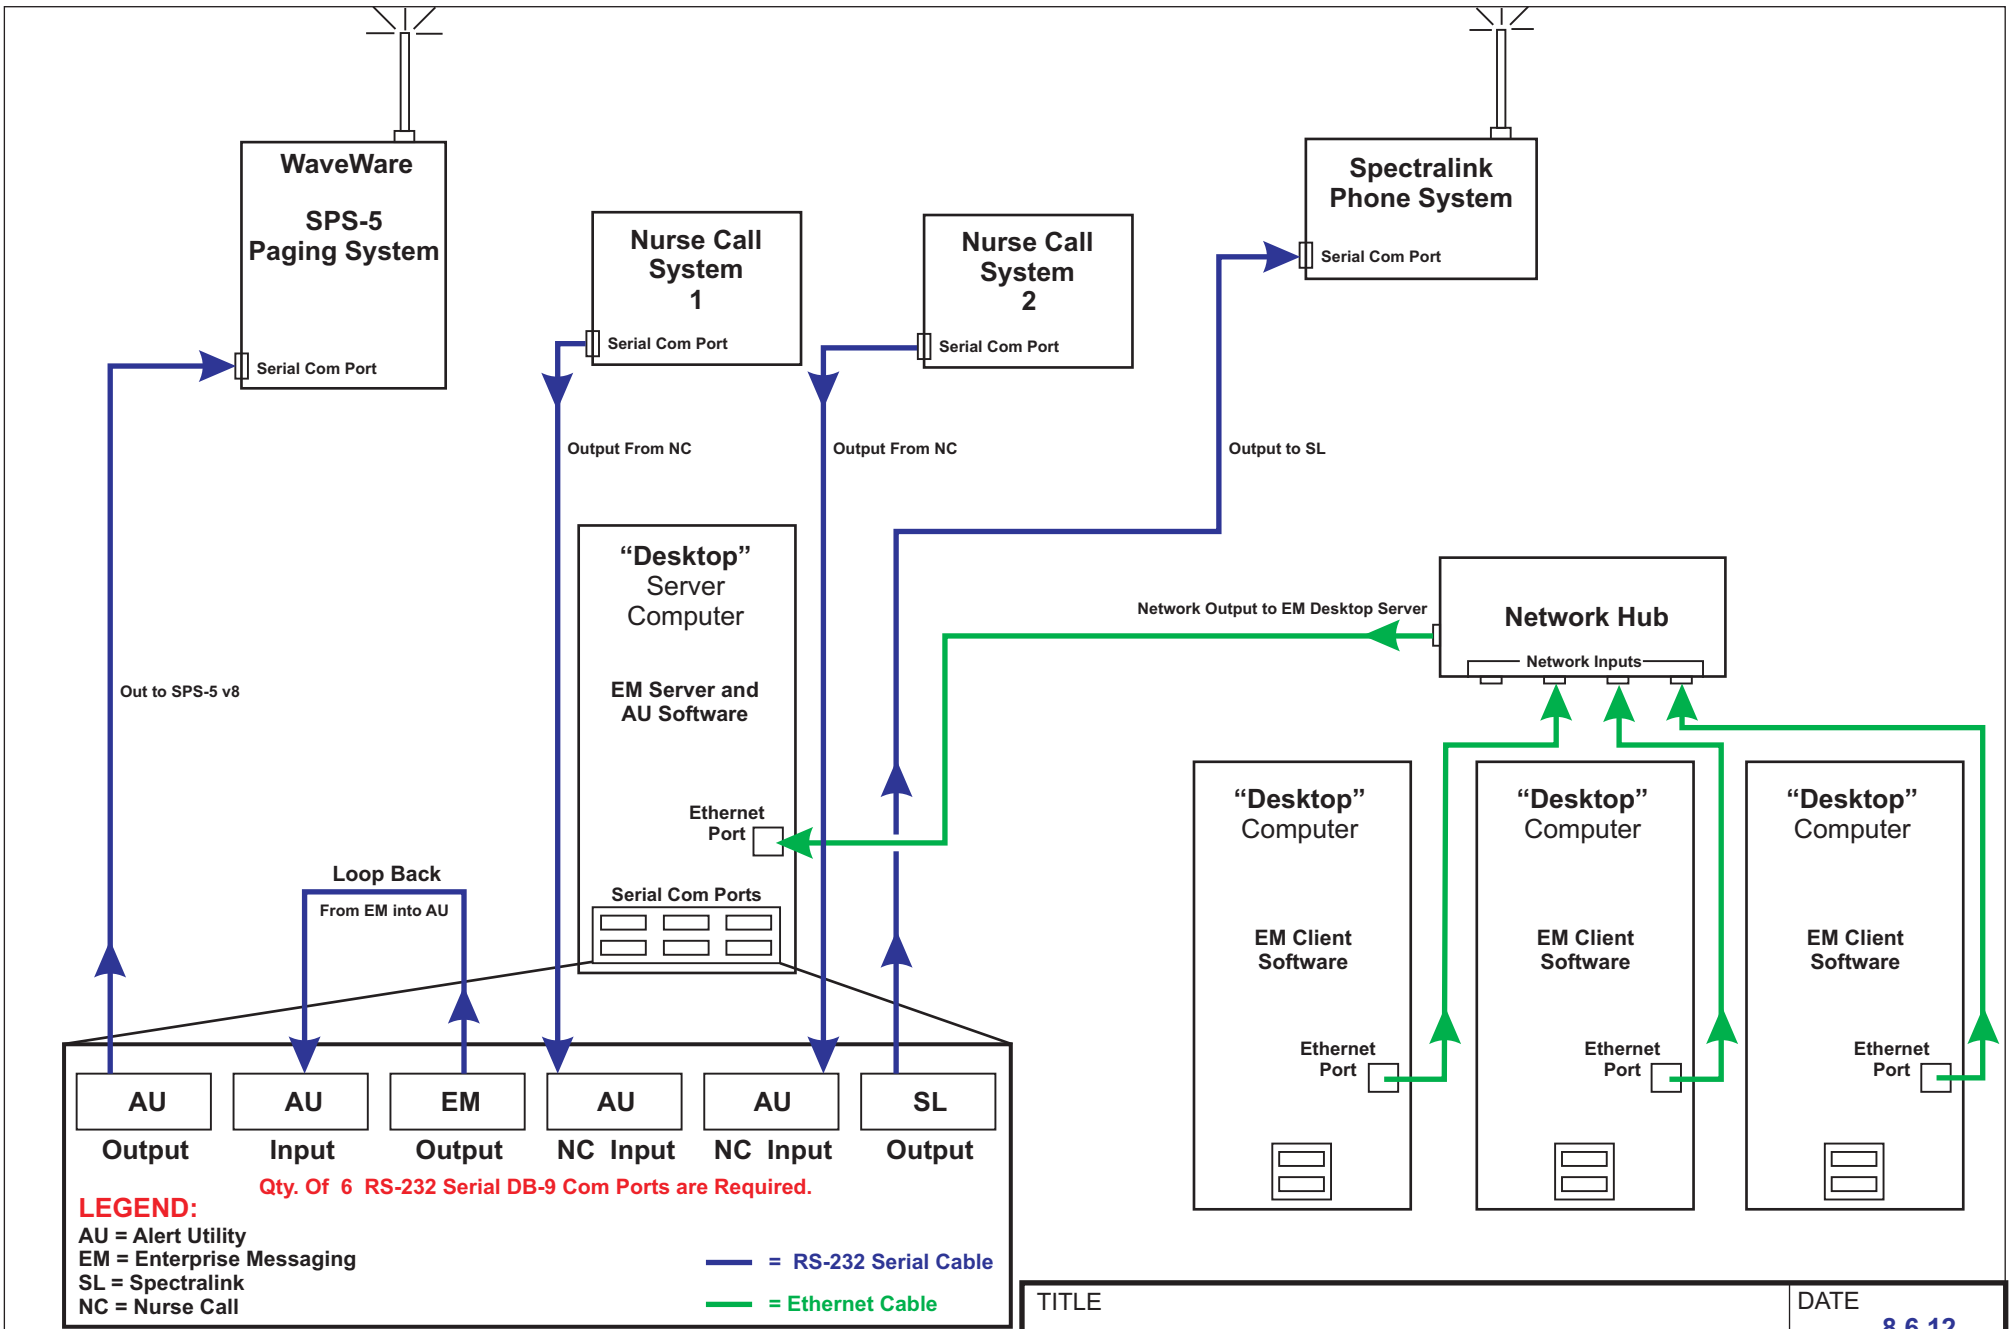 WaveWare
SPS-5
Paging System
Serial Com Port
Nurse Call
System
1
Serial Com Port
Nurse Call
System
2
Serial Com Port
Spectralink
Phone System
Serial Com Port
Output From NC
Output From NC
Output to SL
Out to SPS-5 v8
“Desktop”
Server
Computer
EM Server and
AU Software
Ethernet
Port
Serial Com Ports
Network Output to EM Desktop Server
Network Hub
Network Inputs
“Desktop”
Computer
EM Client
Software
Ethernet
Port
“Desktop”
Computer
EM Client
Software
Ethernet
Port
“Desktop”
Computer
EM Client
Software
Ethernet
Port
Loop Back
From EM into AU
AU
Output
AU
Input
EM
Output
AU
NC Input
AU
NC Input
SL
Output
Qty. Of 6 RS-232 Serial DB-9 Com Ports are Required.
LEGEND:
AU = Alert Utility
EM = Enterprise Messaging
SL = Spectralink
NC = Nurse Call
= RS-232 Serial Cable
= Ethernet Cable
TITLE
DATE
8.6.12